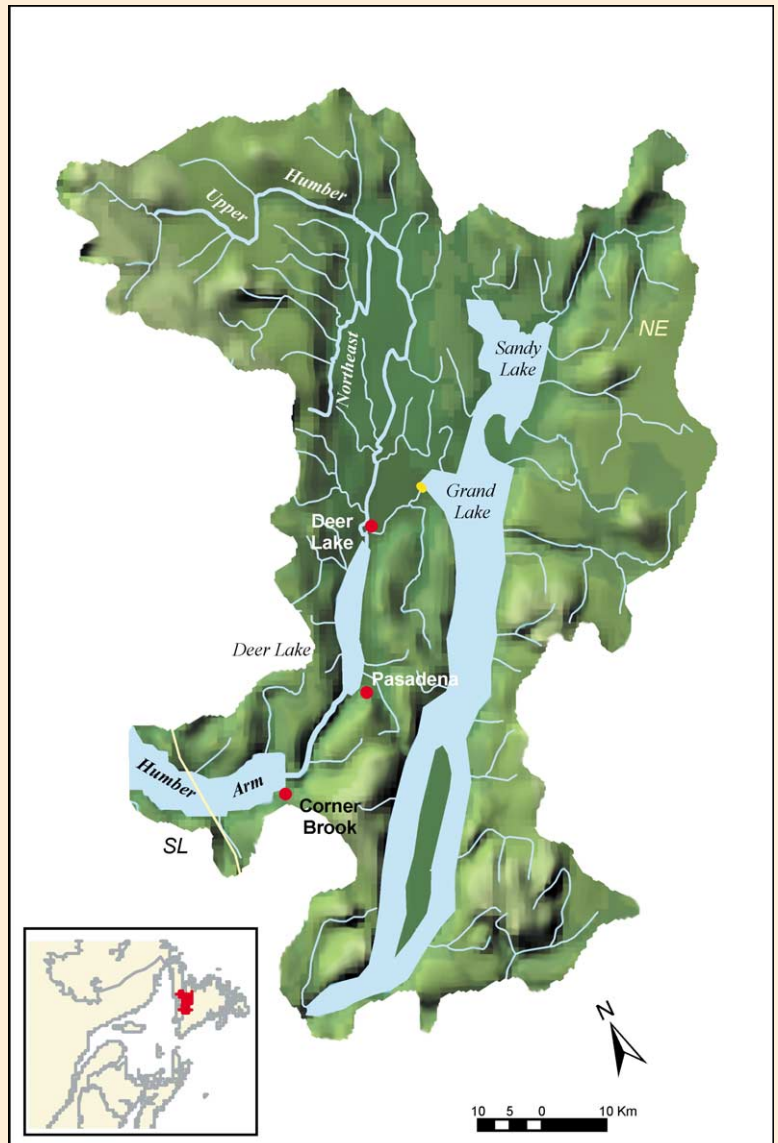 Humber
Upper
Northeast
Sandy
Lake
NE
Grand
Lake
Deer
Lake
Deer Lake
Pasadena
Humber
Arm
Corner
Brook
SL
N
10 5 0 10 Km